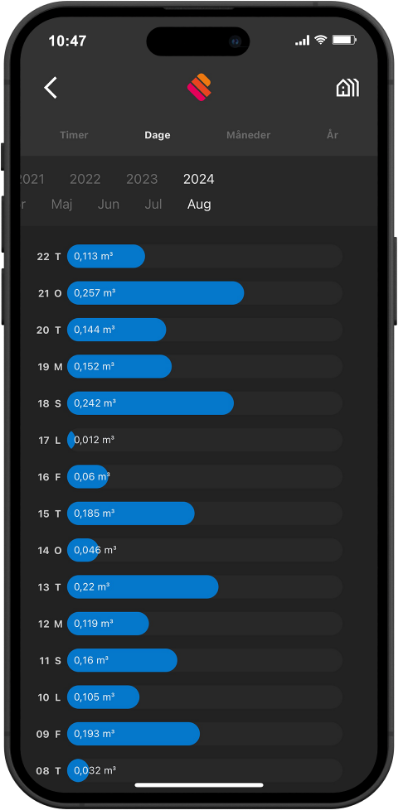 10:47
Timer Dage Måneder År
2021 2022 2023 2024
r Maj Jun Jul Aug
22 T 0,113 m³
21 O 0,257 m³
20 T 0,144 m³
19 M 0,152 m³
18 S 0,242 m³
17 L 0,012 m³
16 F 0,06 m³
15 T 0,185 m³
14 O 0,046 m³
13 T 0,22 m³
12 M 0,119 m³
11 S 0,16 m³
10 L 0,105 m³
09 F 0,193 m³
08 T 0,032 m³